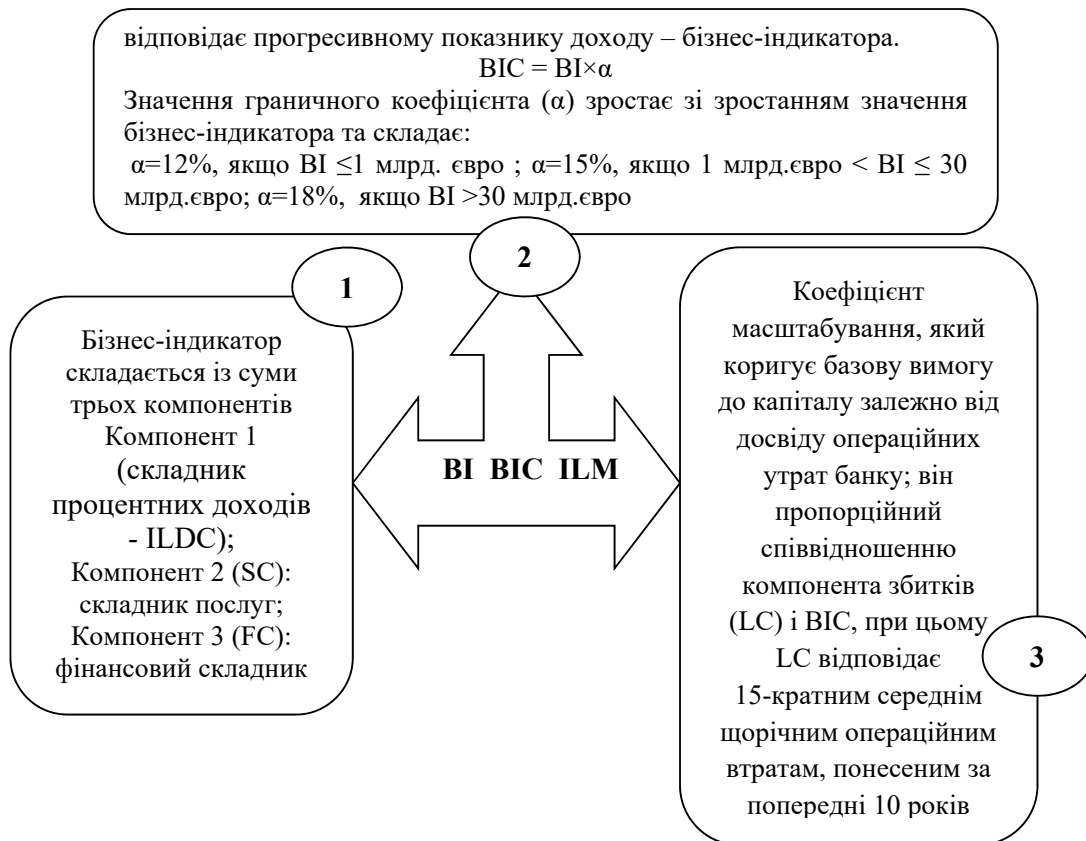 відповідає прогресивному показнику доходу – бізнес-індикатора.
BIC = BI×α
Значення граничного коефіцієнта (α) зростає зі зростанням значення
бізнес-індикатора та складає:
α=12%, якщо BI ≤1 млрд. євро ; α=15%, якщо 1 млрд.євро < BI ≤ 30
млрд.євро; α=18%, якщо BI >30 млрд.євро
2
1
Бізнес-індикатор
складається із суми
трьох компонентів
Компонент 1
(складник
процентних доходів
- ILDC);
Компонент 2 (SC):
складник послуг;
Компонент 3 (FC):
фінансовий складник
BI BIC ILM
Коефіцієнт
масштабування, який
коригує базову вимогу
до капіталу залежно від
досвіду операційних
утрат банку; він
пропорційний
співвідношенню
компонента збитків
(LC) і BIC, при цьому
LC відповідає
15-кратним середнім
щорічним операційним
втратам, понесеним за
попередні 10 років
3